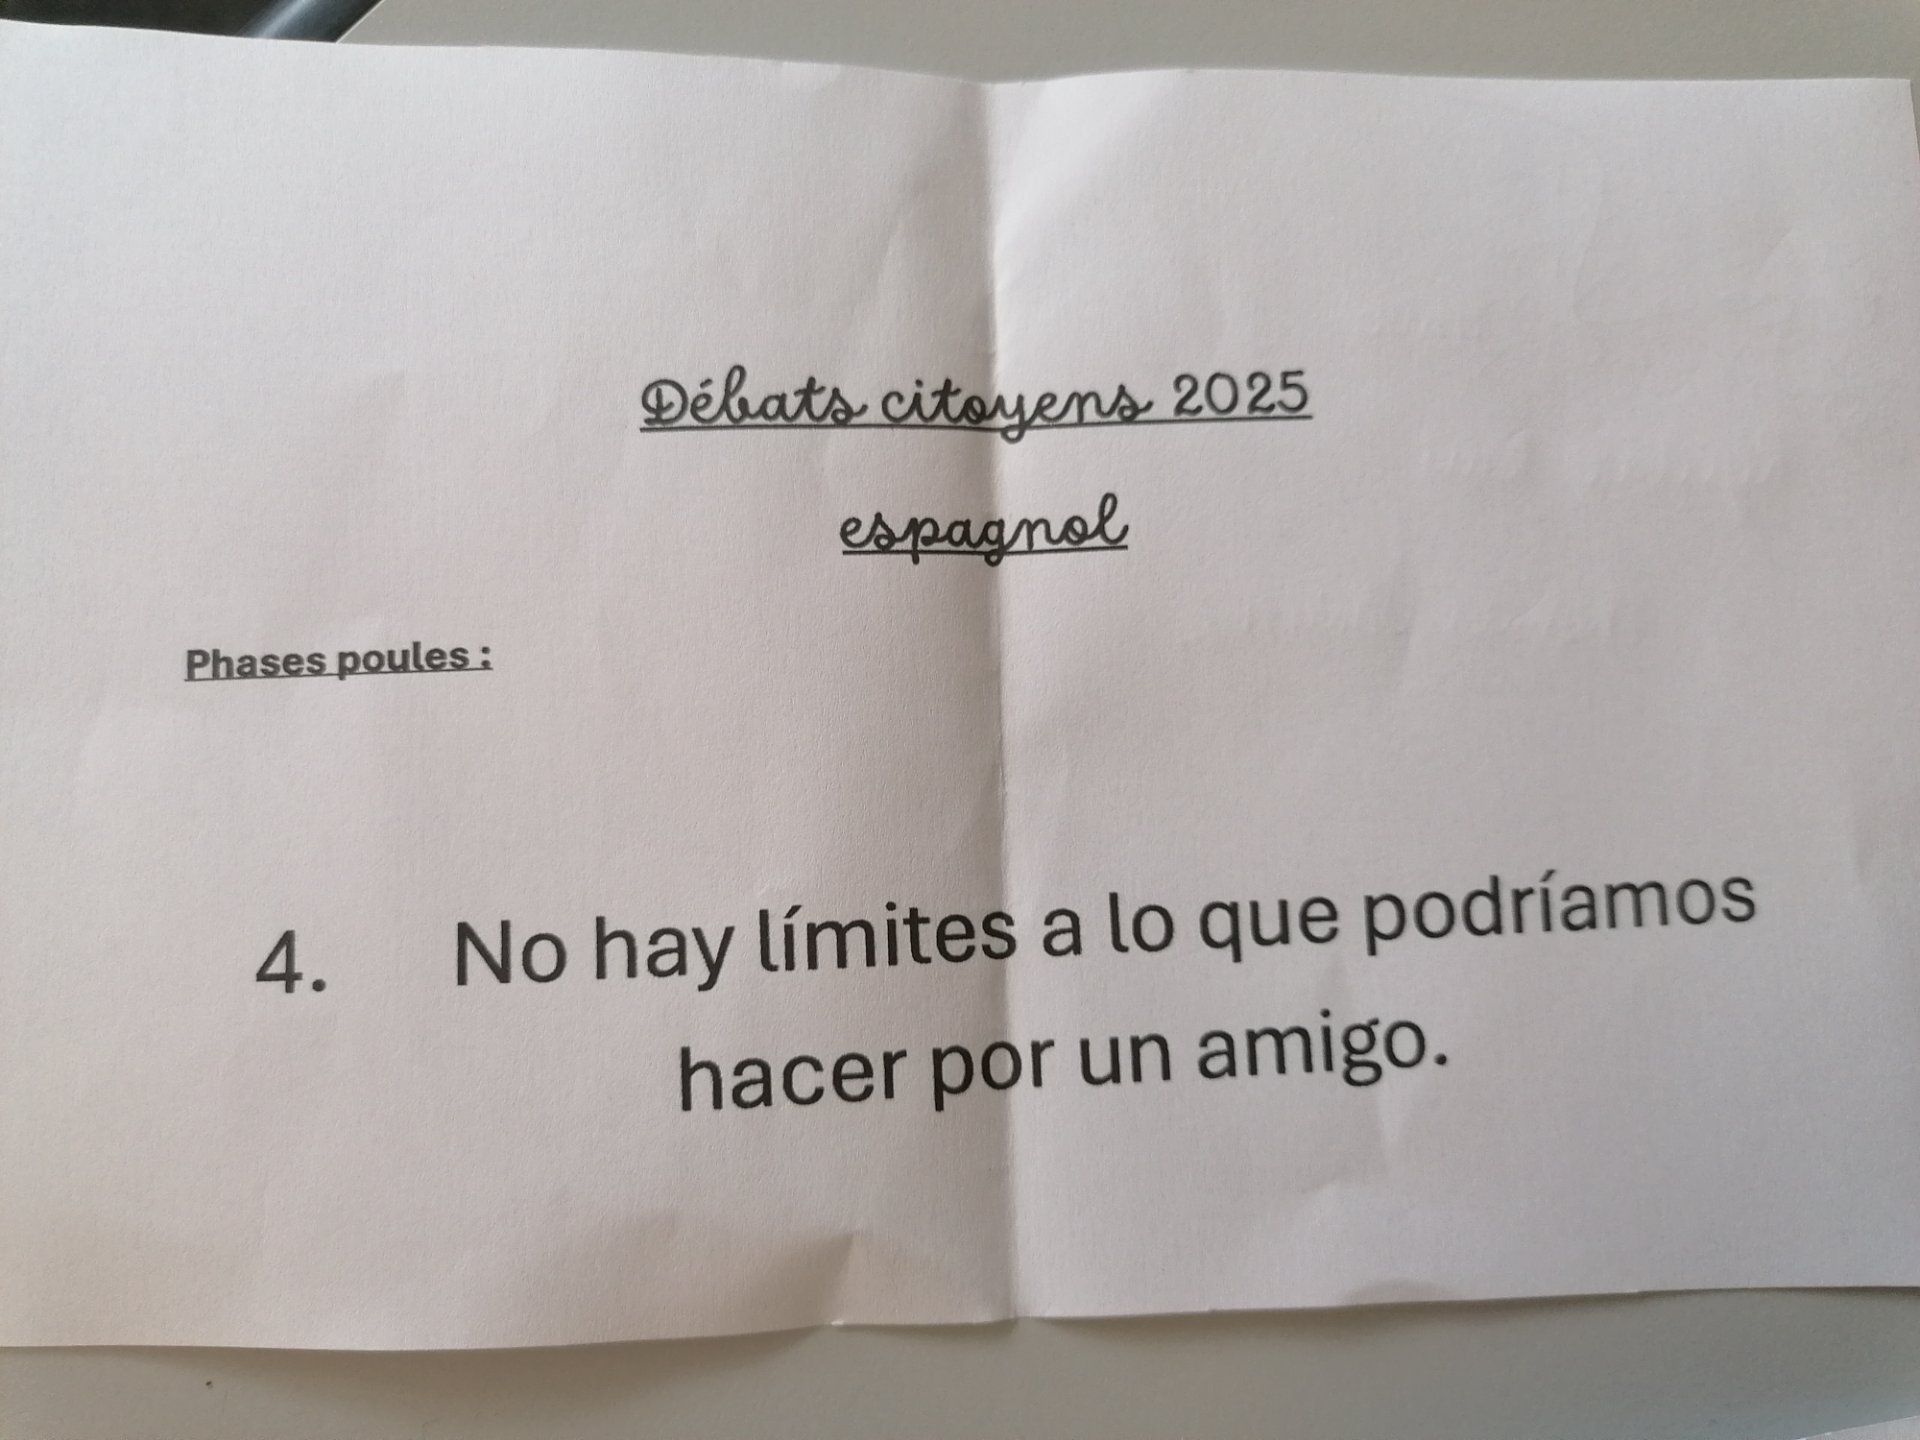 Débats citoyens 2025
espagnol
Phases poules :
4. No hay límites a lo que podríamos
hacer por un amigo.